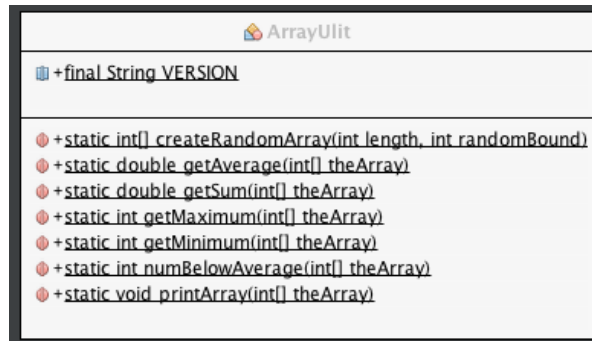 ArrayUlit
+final String VERSION
+static int[] createRandomArray(int length, int randomBound)
+static double getAverage(int[] theArray)
+static double getSum(int[] theArray)
+static int getMaximum(int[] theArray)
+static int getMinimum(int[] theArray)
+static int numBelowAverage(int[] theArray)
+static void printArray(int[] theArray)